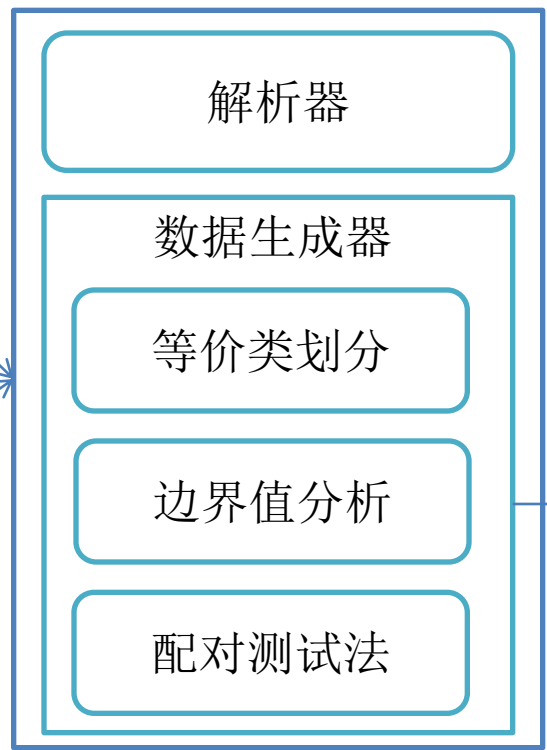 解析器
数据生成器
等价类划分
边界值分析
配对测试法